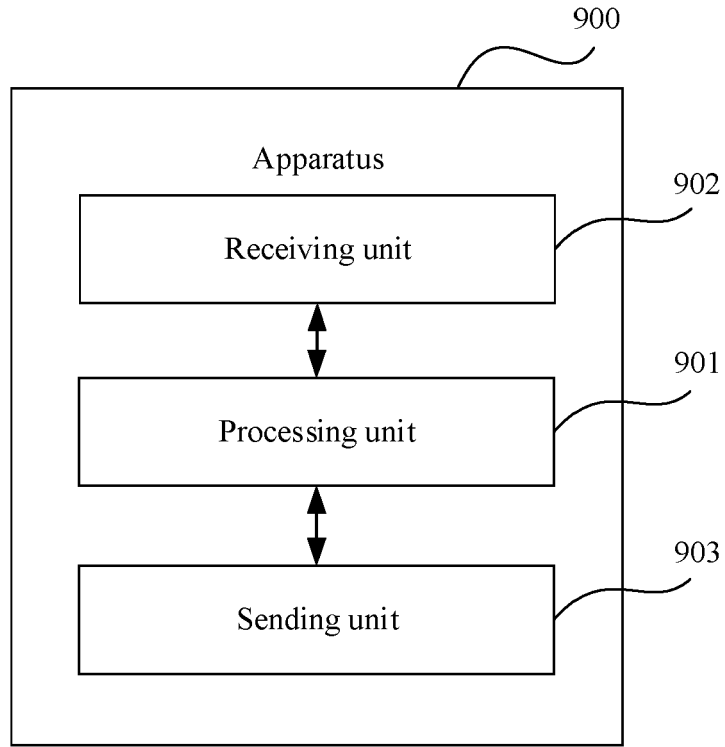 900
Apparatus
902
Receiving unit
901
Processing unit
903
Sending unit